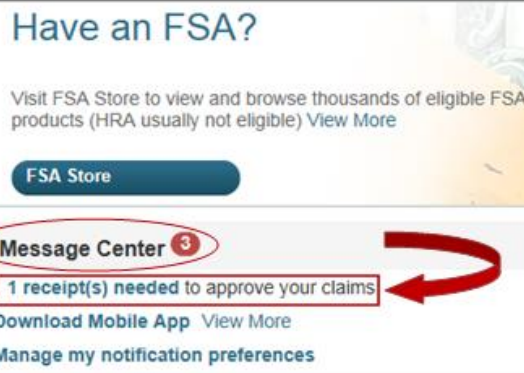 Have an FSA?
Visit FSA Store to view and browse thousands of eligible FSA
products (HRA usually not eligible) View More
FSA Store
Message Center 3
1 receipt(s) needed to approve your claims
Download Mobile App View More
Manage my notification preferences